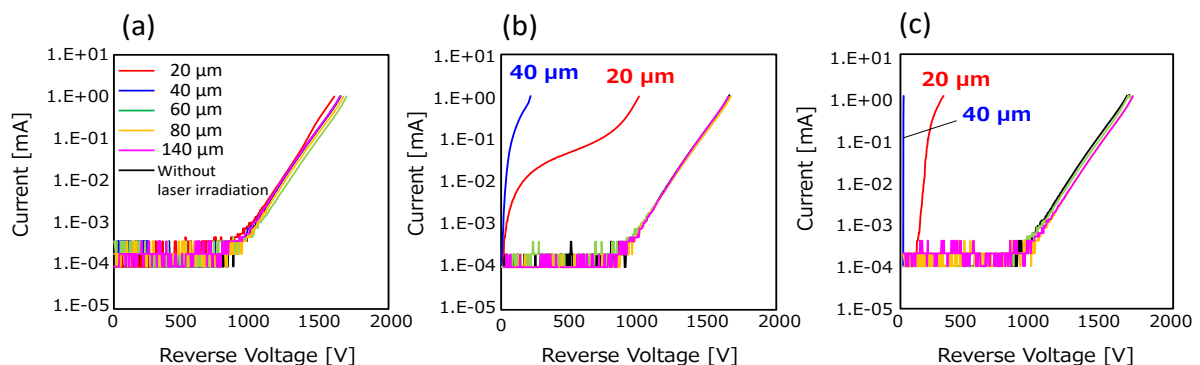 (a)
1.E+01
1.E+00
1.E-01
1.E-02
1.E-03
1.E-04
1.E-05
Current [mA]
20 μm
40 μm
60 μm
80 μm
140 μm
Without
laser irradiation
0 500 1000 1500 2000
Reverse Voltage [V]
(b)
1.E+01
1.E+00
1.E-01
1.E-02
1.E-03
1.E-04
1.E-05
Current [mA]
40 μm
20 μm
0 500 1000 1500 2000
Reverse Voltage [V]
(c)
1.E+01
1.E+00
1.E-01
1.E-02
1.E-03
1.E-04
1.E-05
Current [mA]
20 μm
40 μm
0 500 1000 1500 2000
Reverse Voltage [V]